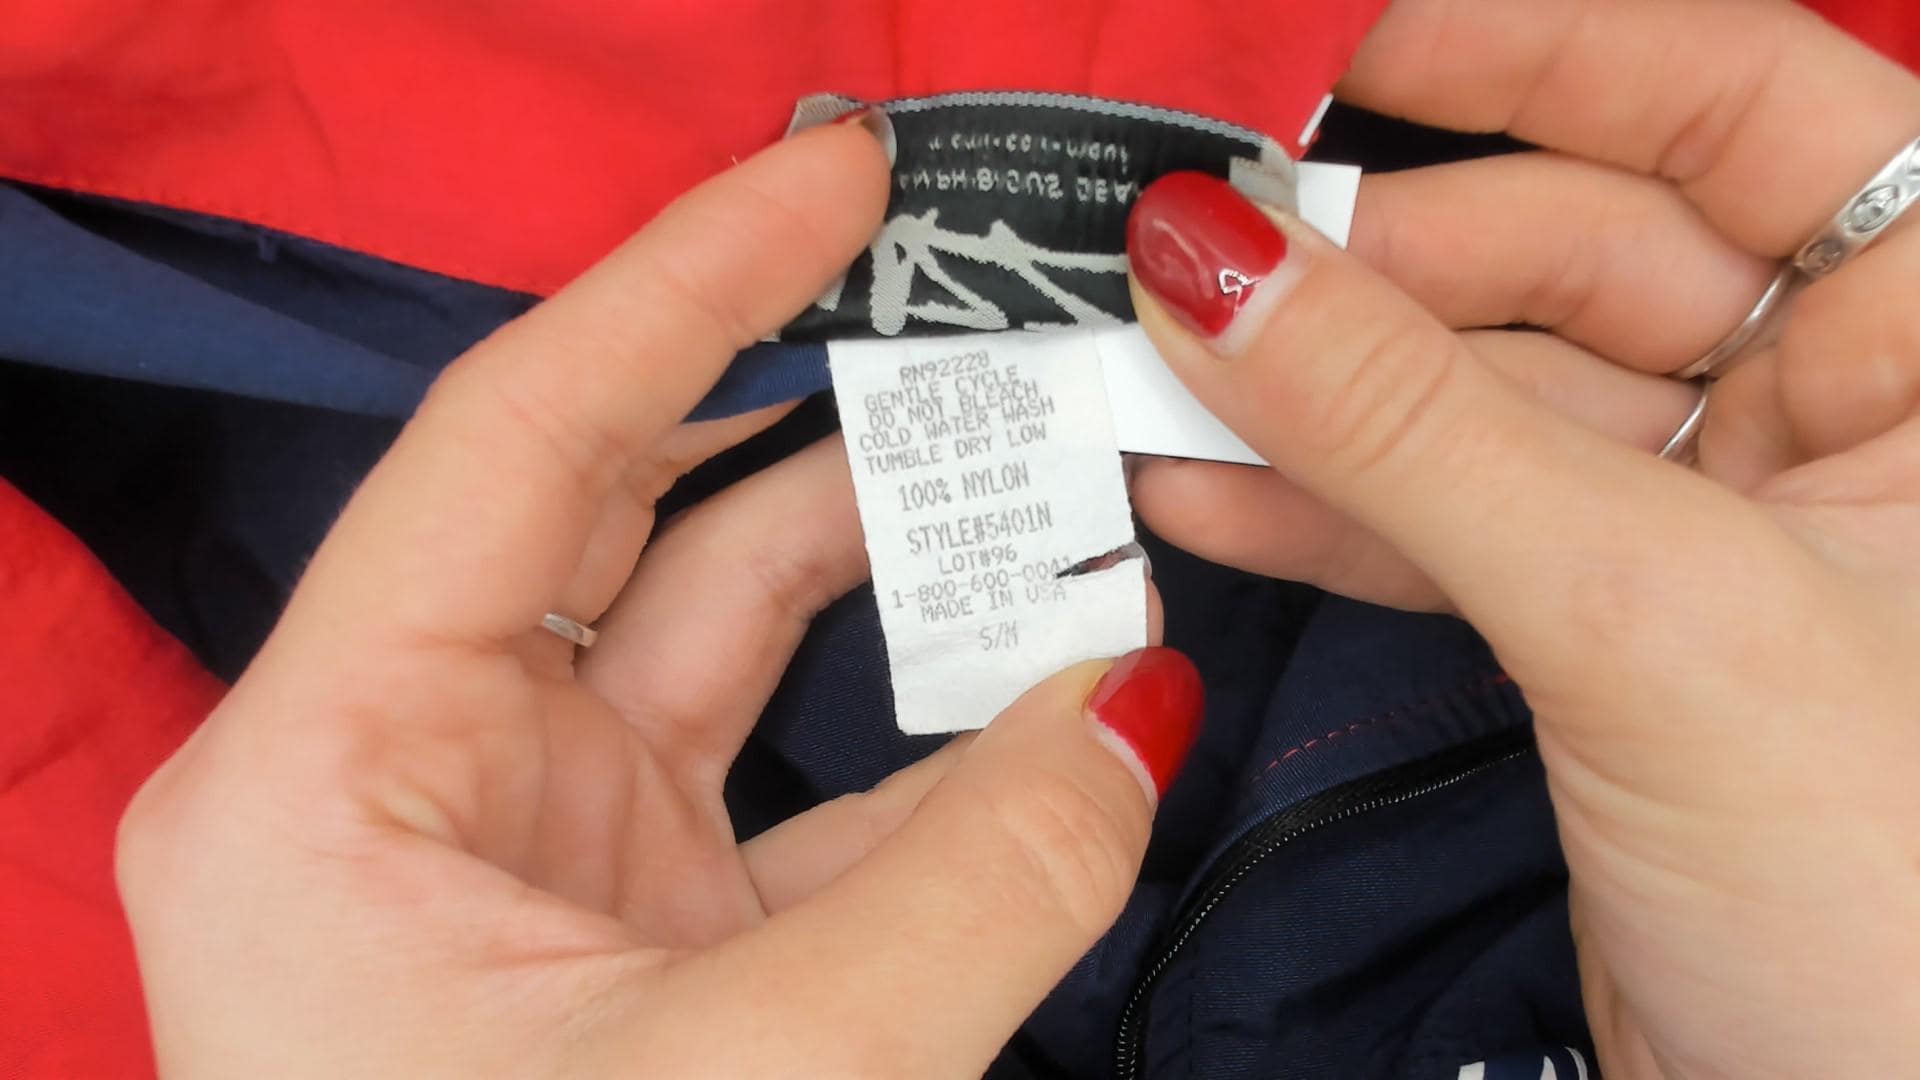 RN92228
GENTLE CYCLE
DO NOT BLEACH
COLD WATER WASH
TUMBLE DRY LOW
100% NYLON
STYLE#5401N
LOT#96
1-800-600-0041
MADE IN USA
S/M